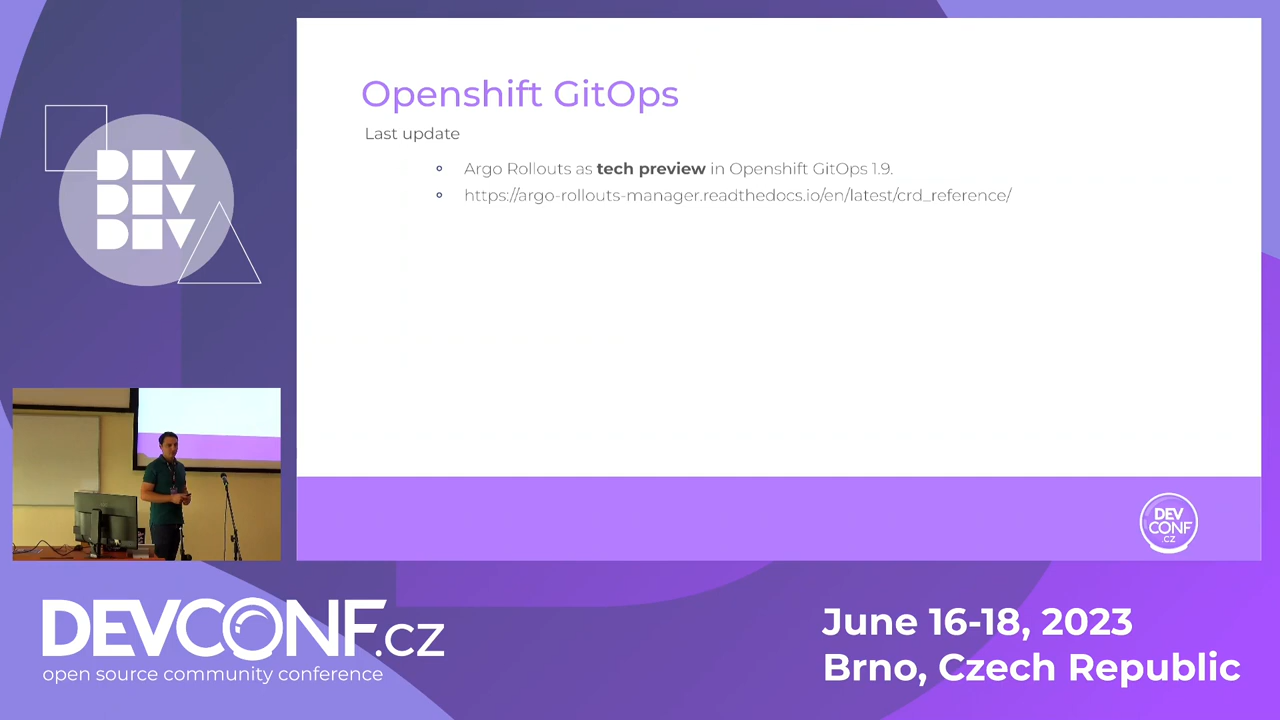 Openshift GitOps
Last update
Argo Rollouts as tech preview in Openshift GitOps 1.9.
https://argo-rollouts-manager.readthedocs.io/en/latest/crd_reference/
DEV
DEV
DEV
DEV
CONF
.CZ
DEVCONF.cz
open source community conference
June 16-18, 2023
Brno, Czech Republic